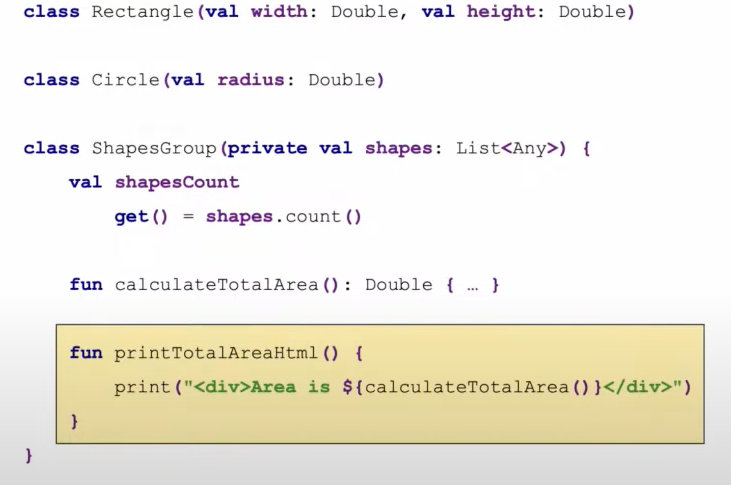 class Rectangle(val width: Double, val height: Double)
class Circle(val radius: Double)
class ShapesGroup(private val shapes: List<Any>) {
val shapesCount
get() = shapes.count()
fun calculateTotalArea(): Double { … }
fun printTotalAreaHtml() {
print("<div>Area is ${calculateTotalArea()}</div>")
}
}